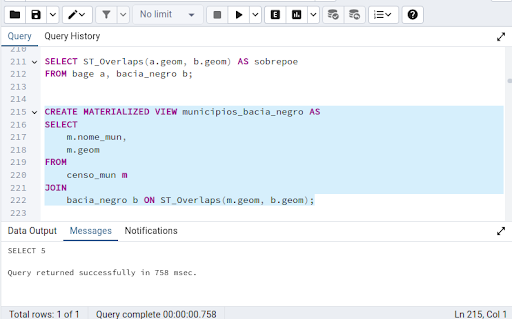 No limit
E
Query Query History
210
211 SELECT ST_Overlaps(a.geom, b.geom) AS sobrepoe
212 FROM bage a, bacia_negro b;
213
214
215 CREATE MATERIALIZED VIEW municipios_bacia_negro AS
216 SELECT
217 m.nome_mun,
218 m.geom
219 FROM
220 censo_mun m
221 JOIN
222 bacia_negro b ON ST_Overlaps(m.geom, b.geom);
223
Data Output Messages Notifications
SELECT 5
Query returned successfully in 758 msec.
Total rows: 1 of 1 Query complete 00:00:00.758 Ln 215, Col 1